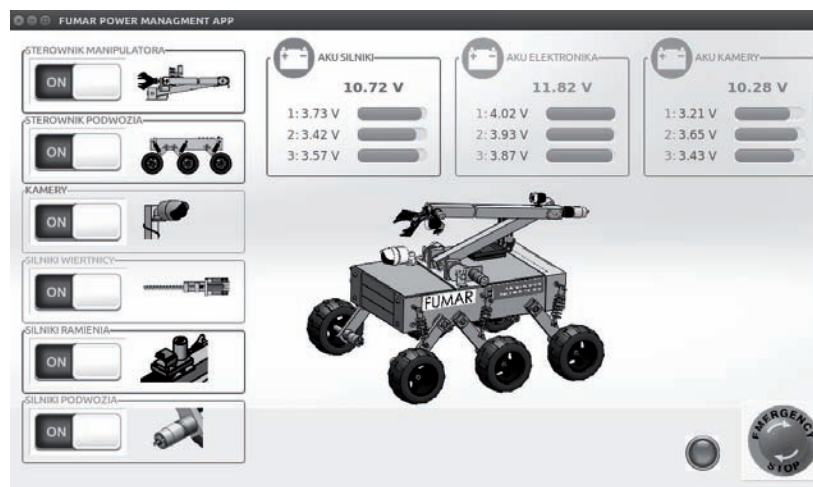 FUMAR POWER MANAGMENT APP
STEROWNIK MANIPULATORA
ON
STEROWNIK PODWOZIA
ON
KAMERY
ON
SILNIKI WIERTNICY
ON
SILNIKI RAMIENIA
ON
SILNIKI PODWOZIA
ON
AKU SILNIKI
10.72 V
1: 3.73 V
2: 3.42 V
3: 3.57 V
AKU ELEKTRONIKA
11.82 V
1: 4.02 V
2: 3.93 V
3: 3.87 V
AKU KAMERY
10.28 V
1: 3.21 V
2: 3.65 V
3: 3.43 V
FUMAR
EMERGENCY
STOP